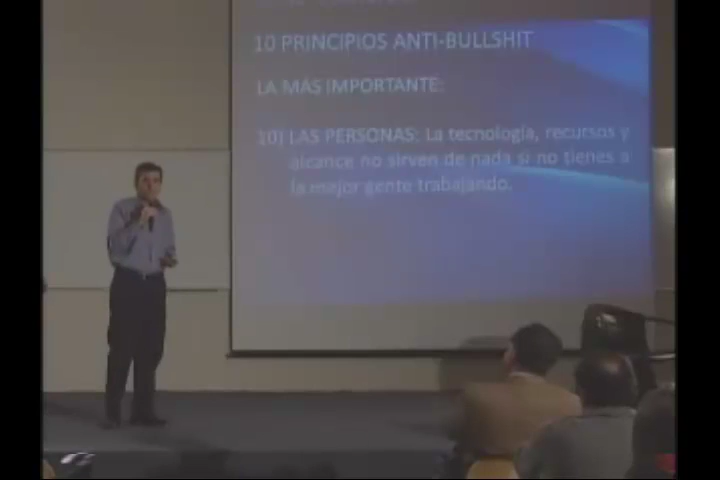 10 PRINCIPIOS ANTI-BULLSHIT
LA MÁS IMPORTANTE:
10) LAS PERSONAS: La tecnología, recursos y
alcance no sirven de nada si no tienes a
la mejor gente trabajando.